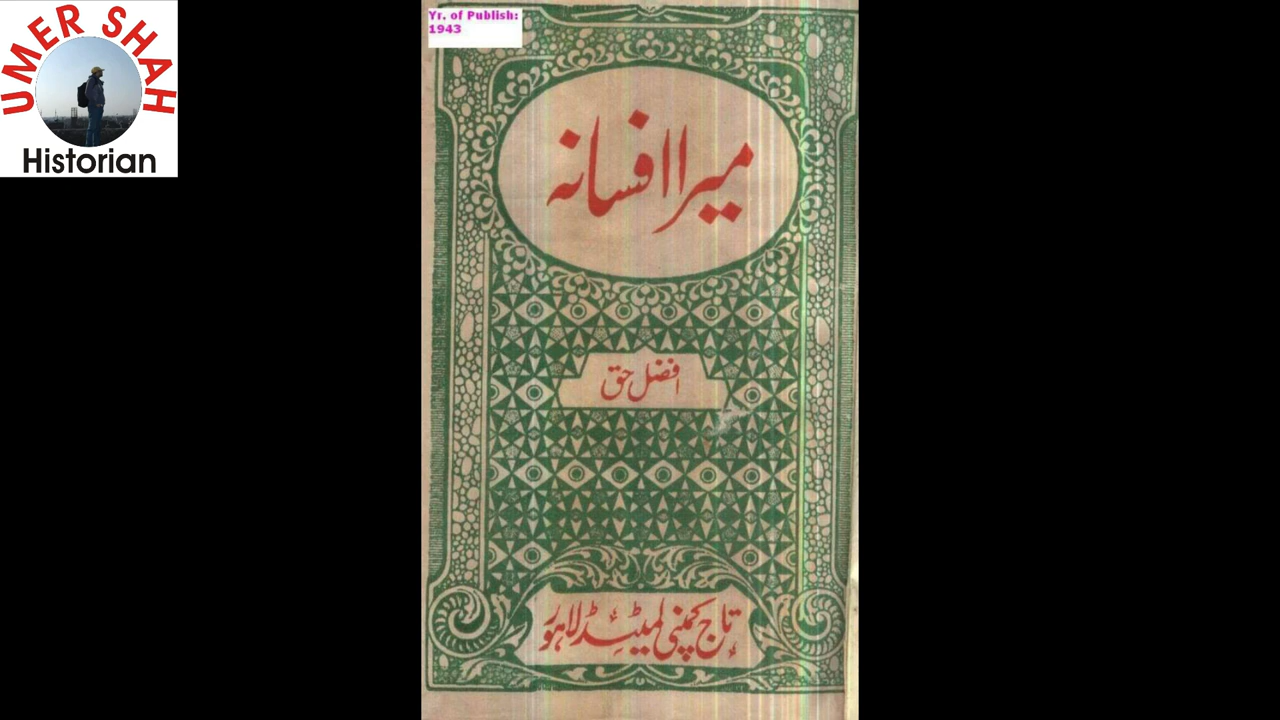 UMER SHAH
Historian
Yr. of Publish:
1943
میرا افسانہ
افضل حق
تاج کمپنی لمیٹڈ لاہور